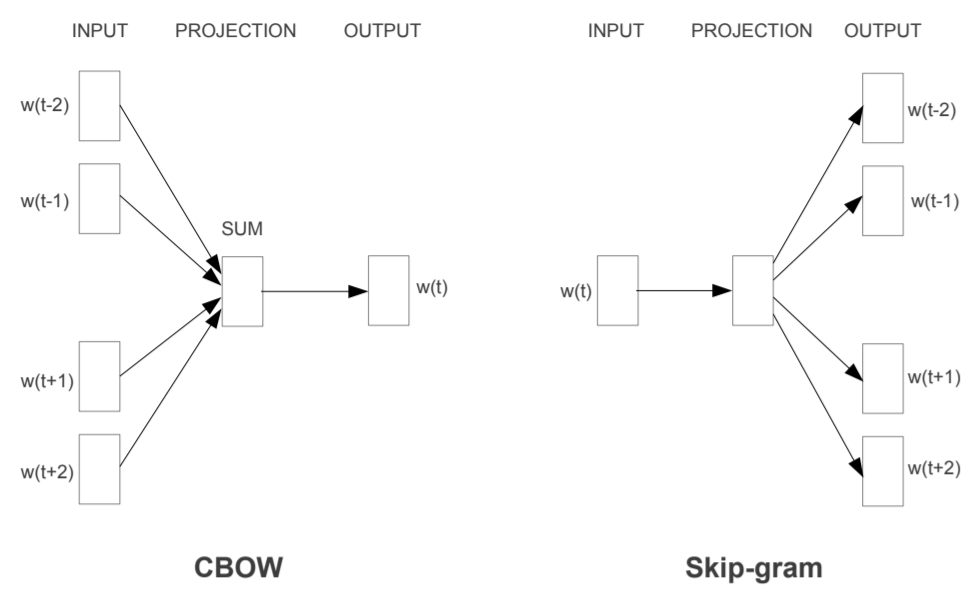 INPUT PROJECTION OUTPUT
w(t-2)
w(t-1)
SUM
w(t)
w(t+1)
w(t+2)
CBOW
INPUT PROJECTION OUTPUT
w(t-2)
w(t-1)
w(t)
w(t+1)
w(t+2)
Skip-gram